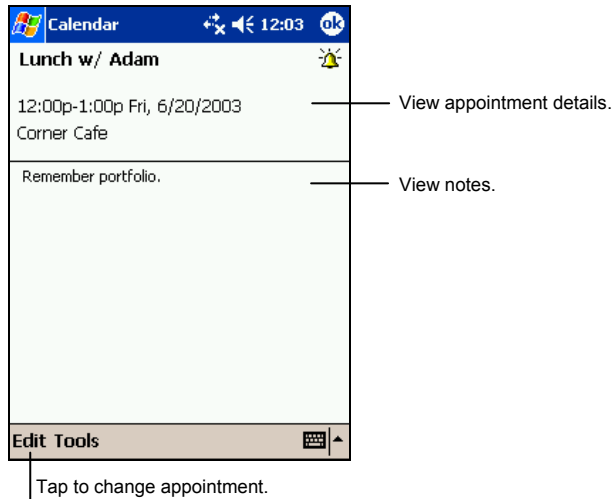 Calendar 12:03 ok
Lunch w/ Adam
12:00p-1:00p Fri, 6/20/2003
View appointment details.
Corner Cafe
Remember portfolio.
View notes.
Edit Tools
Tap to change appointment.